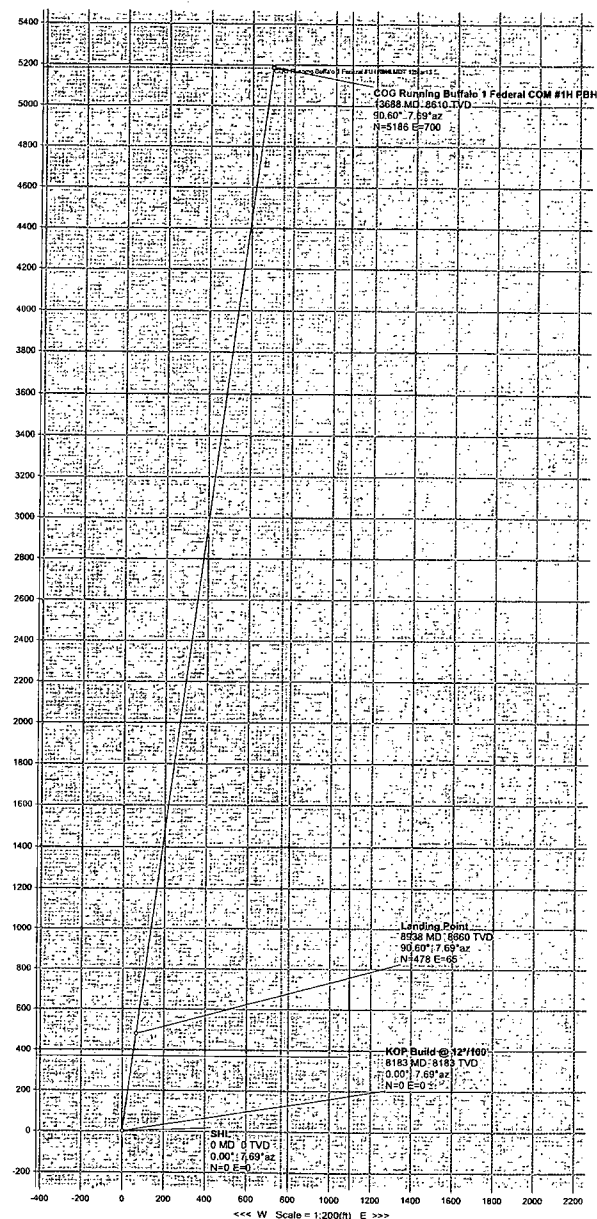 5400
5200
5000
4800
4600
4400
4200
4000
3800
3600
3400
3200
3000
2800
2600
2400
2200
2000
1800
1600
1400
1200
1000
800
600
400
200
0
-200
COG Running Buffalo 1 Federal COM #1H PBH
13688 MD 8610 TVD
90.60° 7.69°az
N=5186 E=700
Landing Point
8938 MD 8660 TVD
90.60° 7.69°az
N=478 E=65
KOP Build @ 12°/100'
8183 MD 8183 TVD
0.00° 7.69°az
N=0 E=0
SHL
0 MD 0 TVD
0.00° 7.69°az
N=0 E=0
-400 -200 0 200 400 600 800 1000 1200 1400 1600 1800 2000 2200
<<< W Scale = 1:200(ft) E >>>